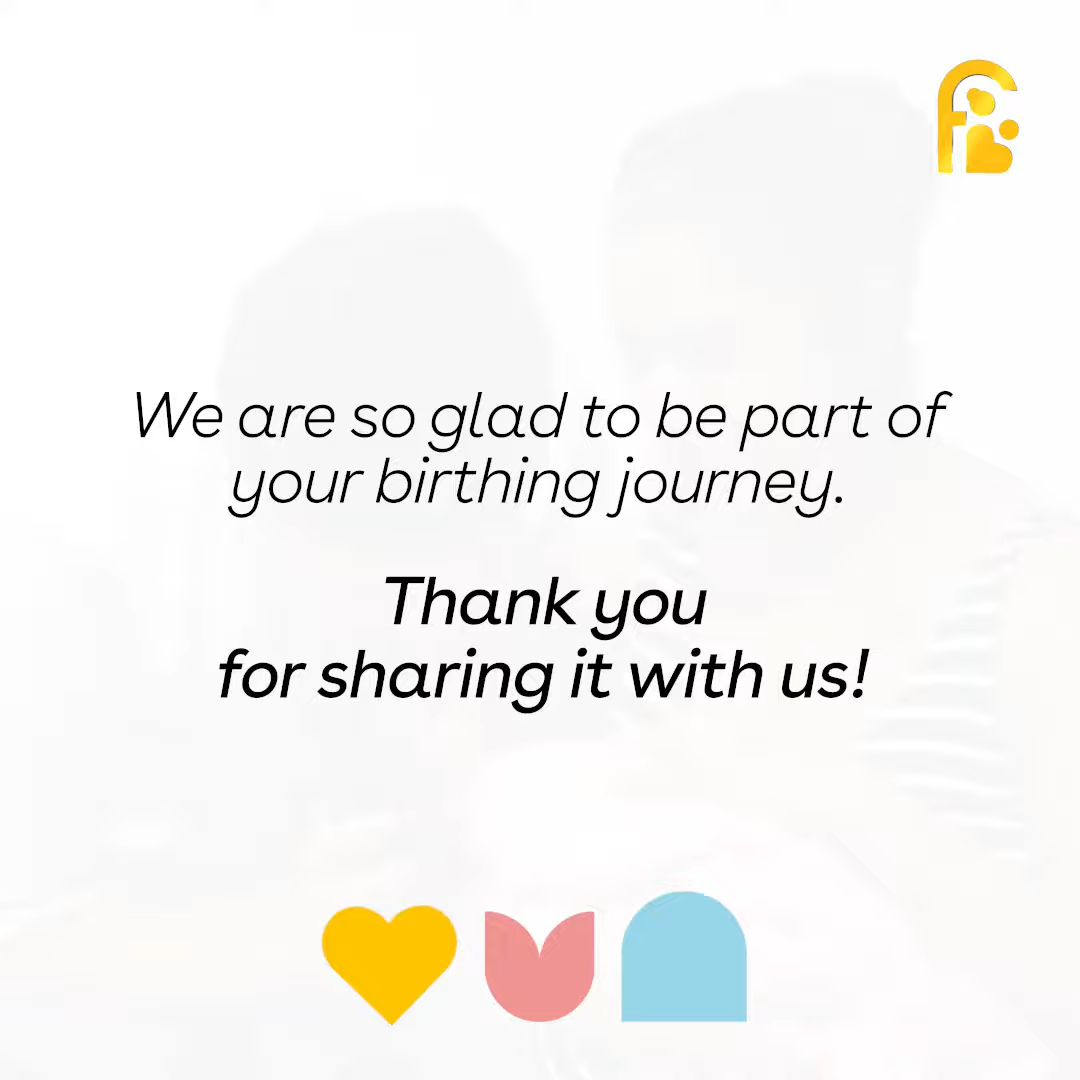 We are so glad to be part of
your birthing journey.
Thank you
for sharing it with us!